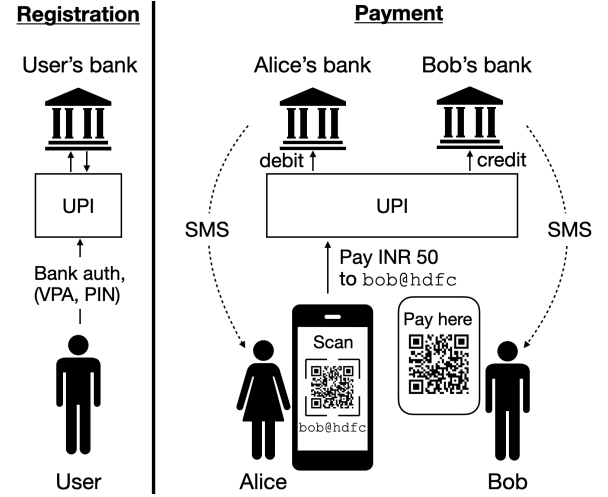 Registration
User's bank
UPI
Bank auth,
(VPA, PIN)
User
Payment
Alice's bank
Bob's bank
debit
credit
UPI
SMS
SMS
Pay INR 50
to bob@hdfc
Scan
bob@hdfc
Pay here
Alice
Bob